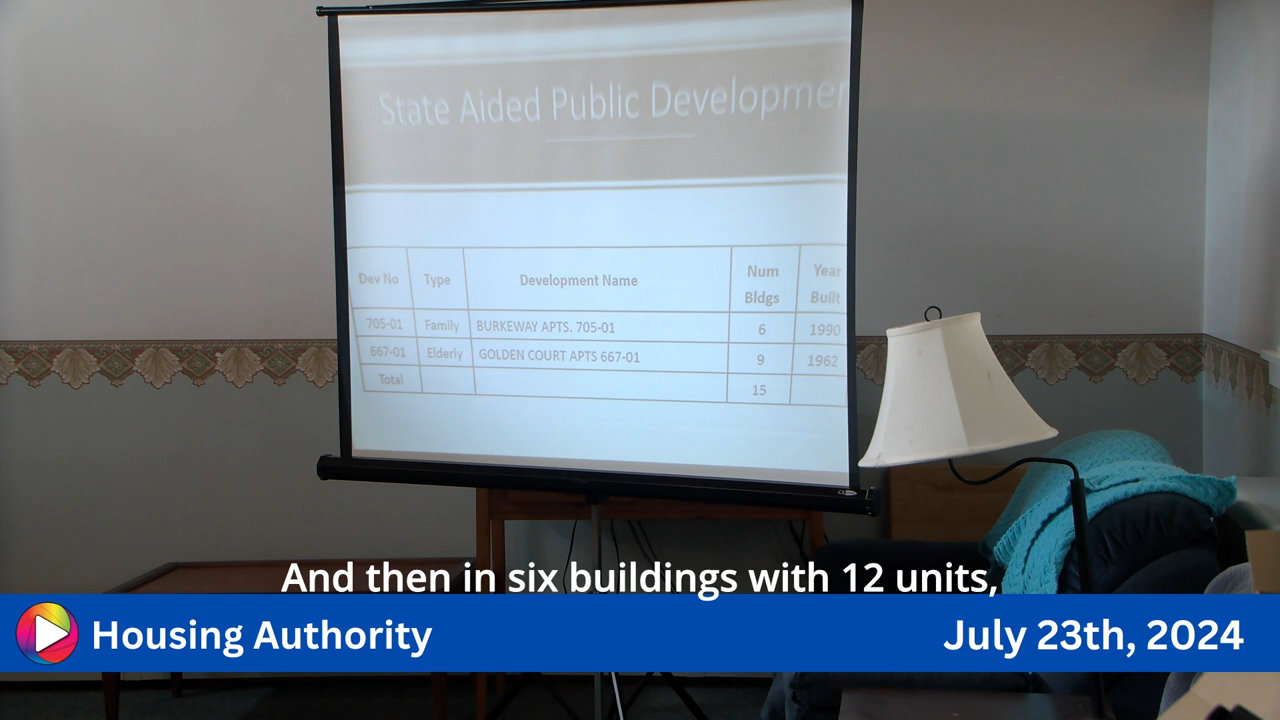 State Aided Public Developmen
Dev No Type Development Name Num Bldgs Year Built
705-01 Family BURKEWAY APTS. 705-01 6 1990
667-01 Elderly GOLDEN COURT APTS 667-01 9 1962
Total 15
And then in six buildings with 12 units,
Housing Authority July 23th, 2024